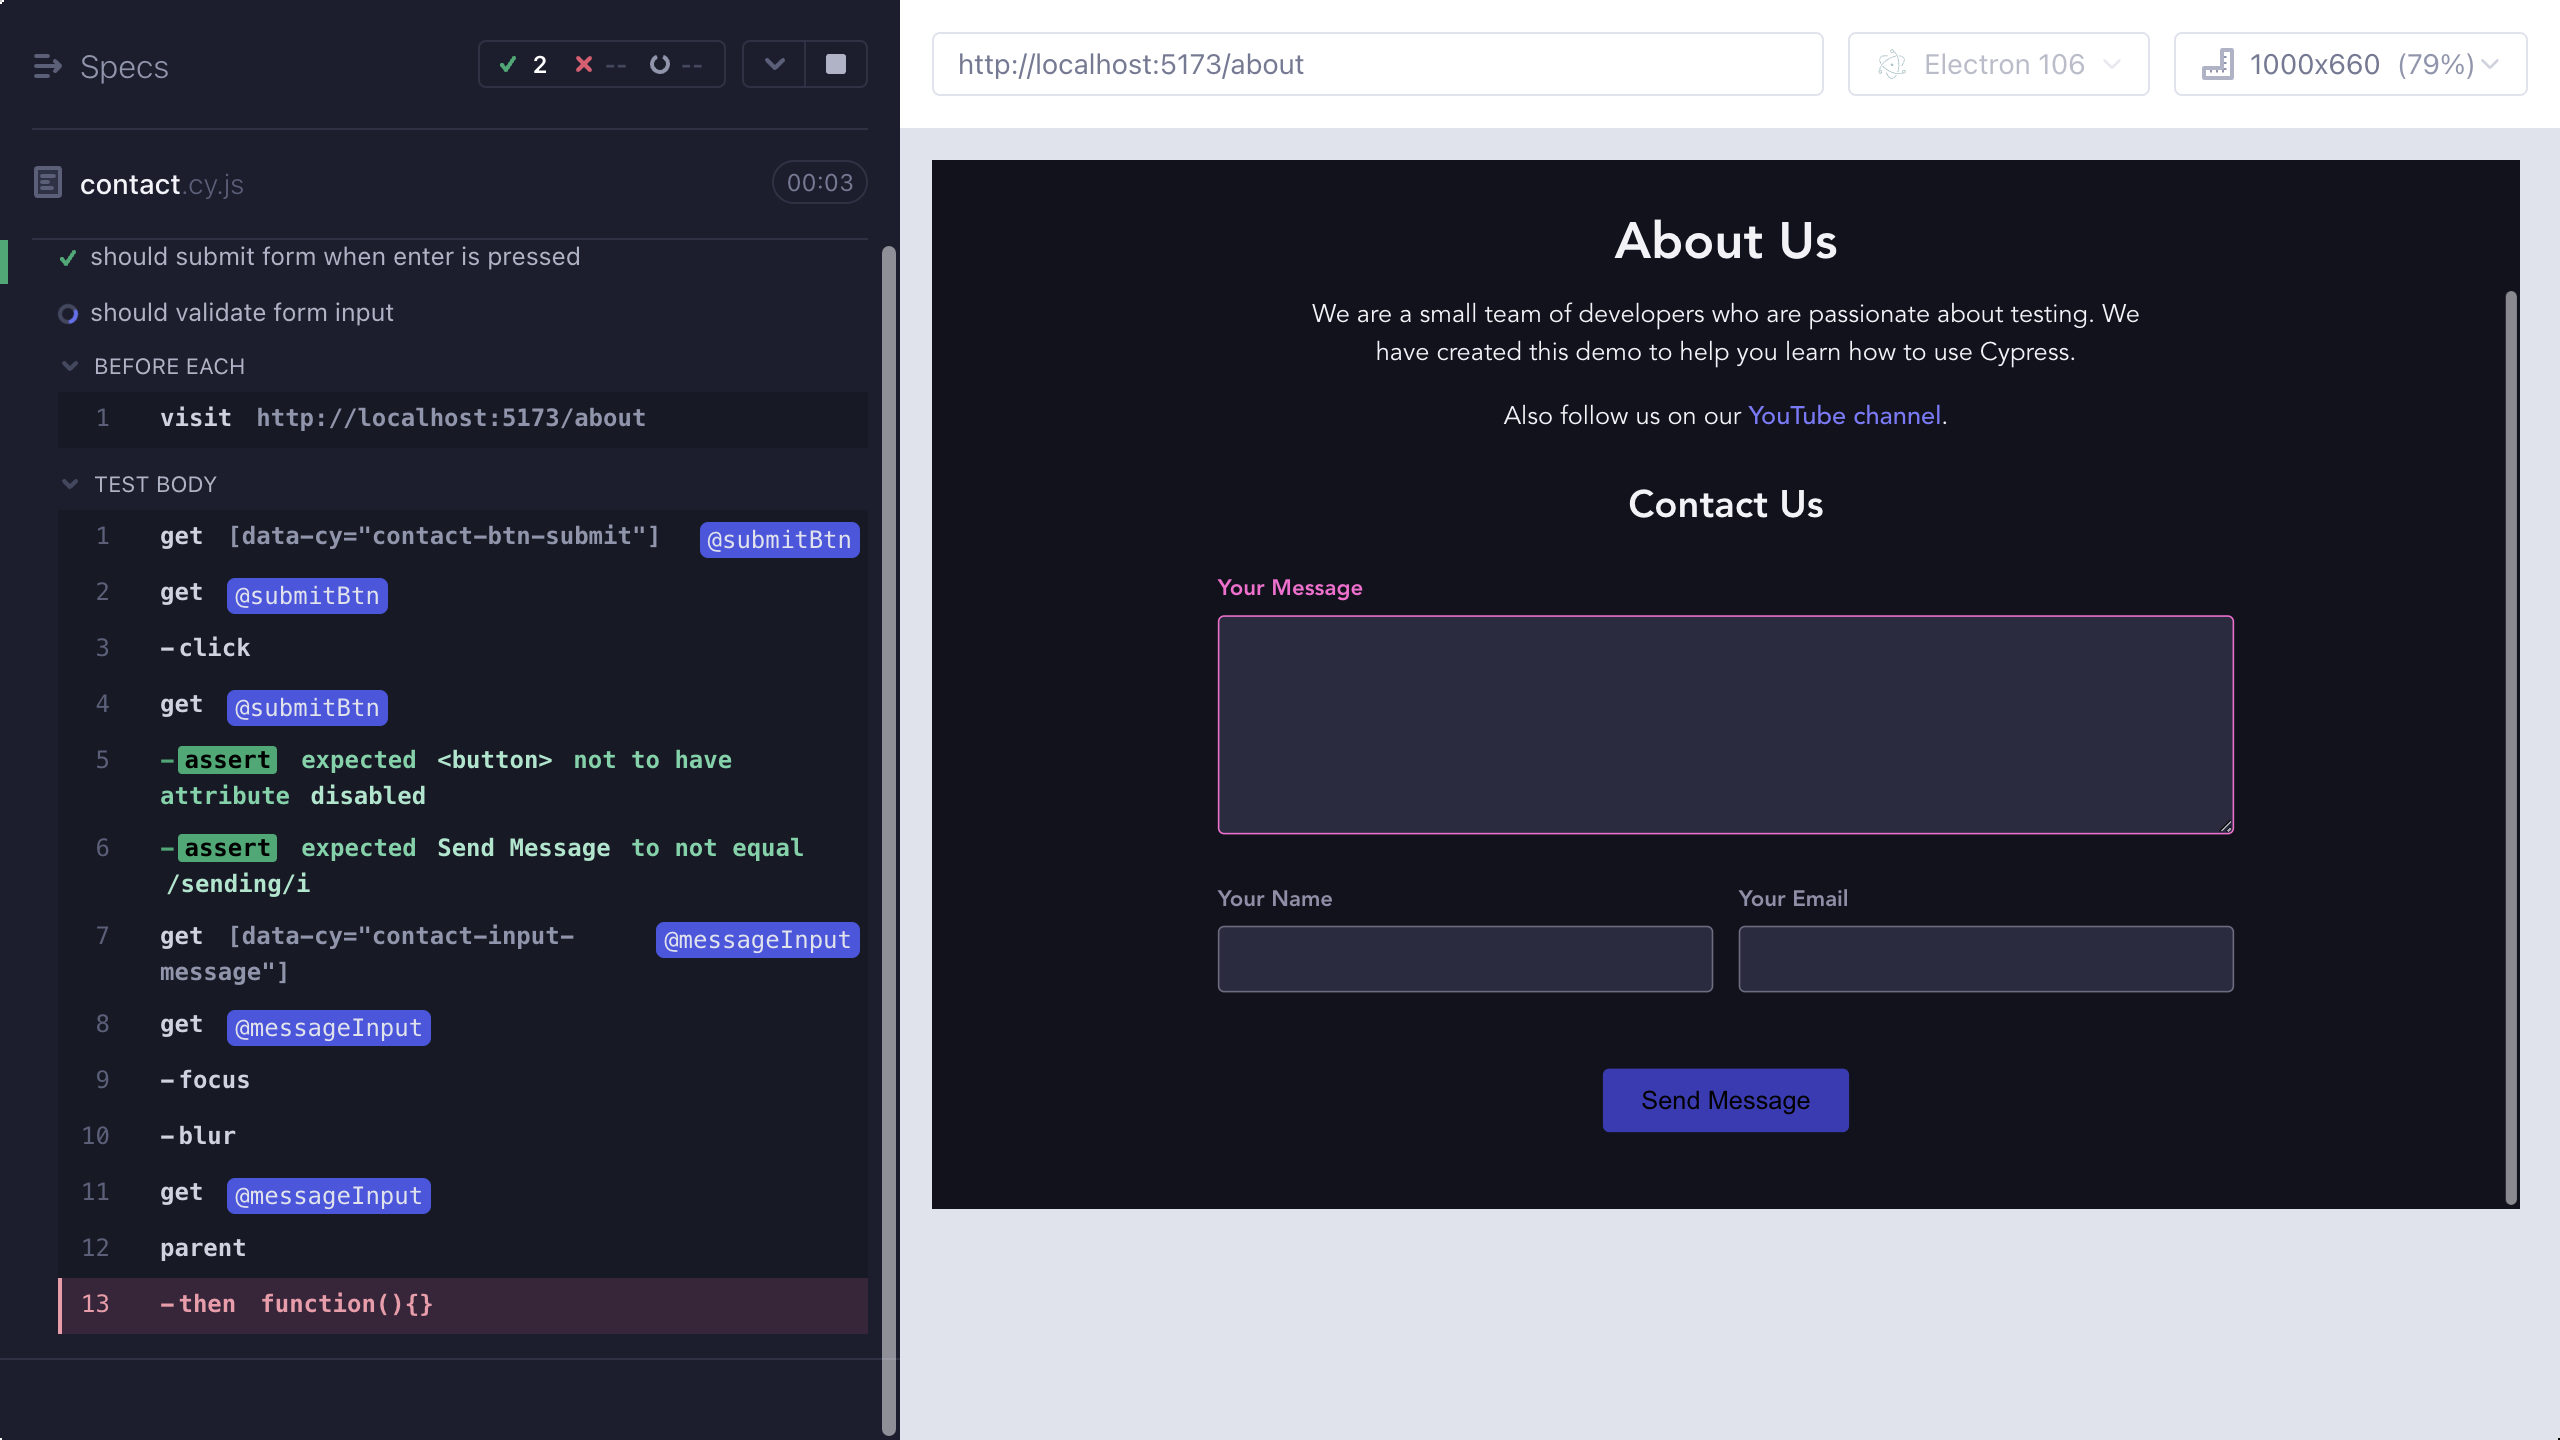 Specs
2 -- --
contact.cy.js
00:03
should submit form when enter is pressed
should validate form input
BEFORE EACH
1 visit http://localhost:5173/about
TEST BODY
1 get [data-cy="contact-btn-submit"] @submitBtn
2 get @submitBtn
3 -click
4 get @submitBtn
5 -assert expected <button> not to have
attribute disabled
6 -assert expected Send Message to not equal
/sending/i
7 get [data-cy="contact-input- @messageInput
message"]
8 get @messageInput
9 -focus
10 -blur
11 get @messageInput
12 parent
13 -then function(){}
http://localhost:5173/about
Electron 106
1000x660 (79%)
About Us
We are a small team of developers who are passionate about testing. We
have created this demo to help you learn how to use Cypress.
Also follow us on our YouTube channel.
Contact Us
Your Message
Your Name
Your Email
Send Message